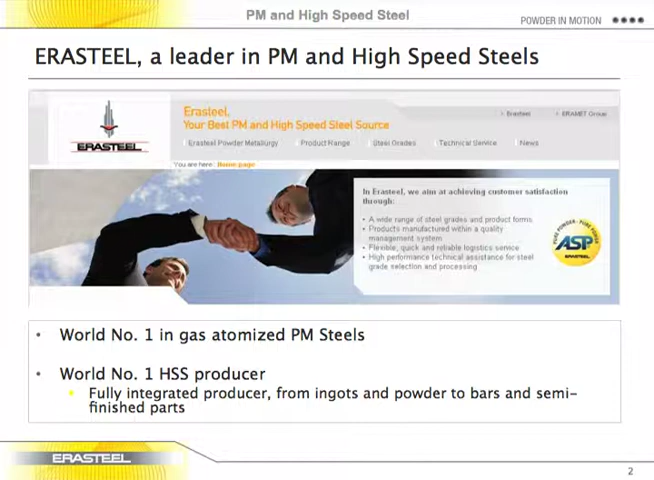 PM and High Speed Steel
POWDER IN MOTION
ERASTEEL, a leader in PM and High Speed Steels
Erasteel,
Your Best PM and High Speed Steel Source
Erasteel
ERAMET Group
ERASTEEL
Erasteel Powder Metallurgy
Product Range
Steel Grades
Technical Service
News
You are here: Home page
In Erasteel, we aim at achieving customer satisfaction
through:
• A wide range of steel grades and product forms
• Products manufactured within a quality
management system
• Flexible, quick and reliable logistics service
• High performance technical assistance for steel
grade selection and processing
PURE POWDER - PURE POWER
ASP
ERASTEEL
• World No. 1 in gas atomized PM Steels
• World No. 1 HSS producer
• Fully integrated producer, from ingots and powder to bars and semi-
finished parts
ERASTEEL
2